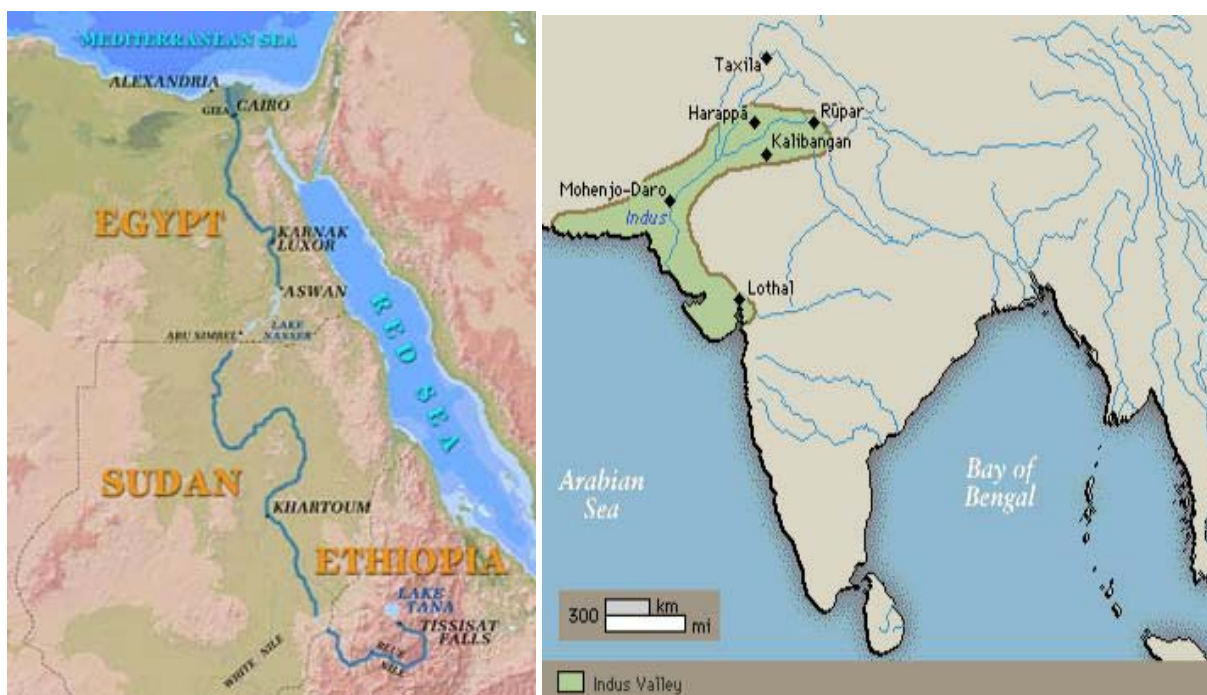 MEDITERRANEAN SEA
ALEXANDRIA
GIZA
CAIRO
EGYPT
KARNAK
LUXOR
ASWAN
ABU SIMBEL
LAKE
NASSER
RED SEA
SUDAN
KHARTOUM
ETHIOPIA
LAKE
TANA
TISSISAT
FALLS
BLUE
NILE
WHITE NILE
Taxila
Harappā
Rūpar
Kalibangan
Mohenjo-Daro
Indus
Lothal
Arabian
Sea
Bay of
Bengal
300
km
mi
Indus Valley